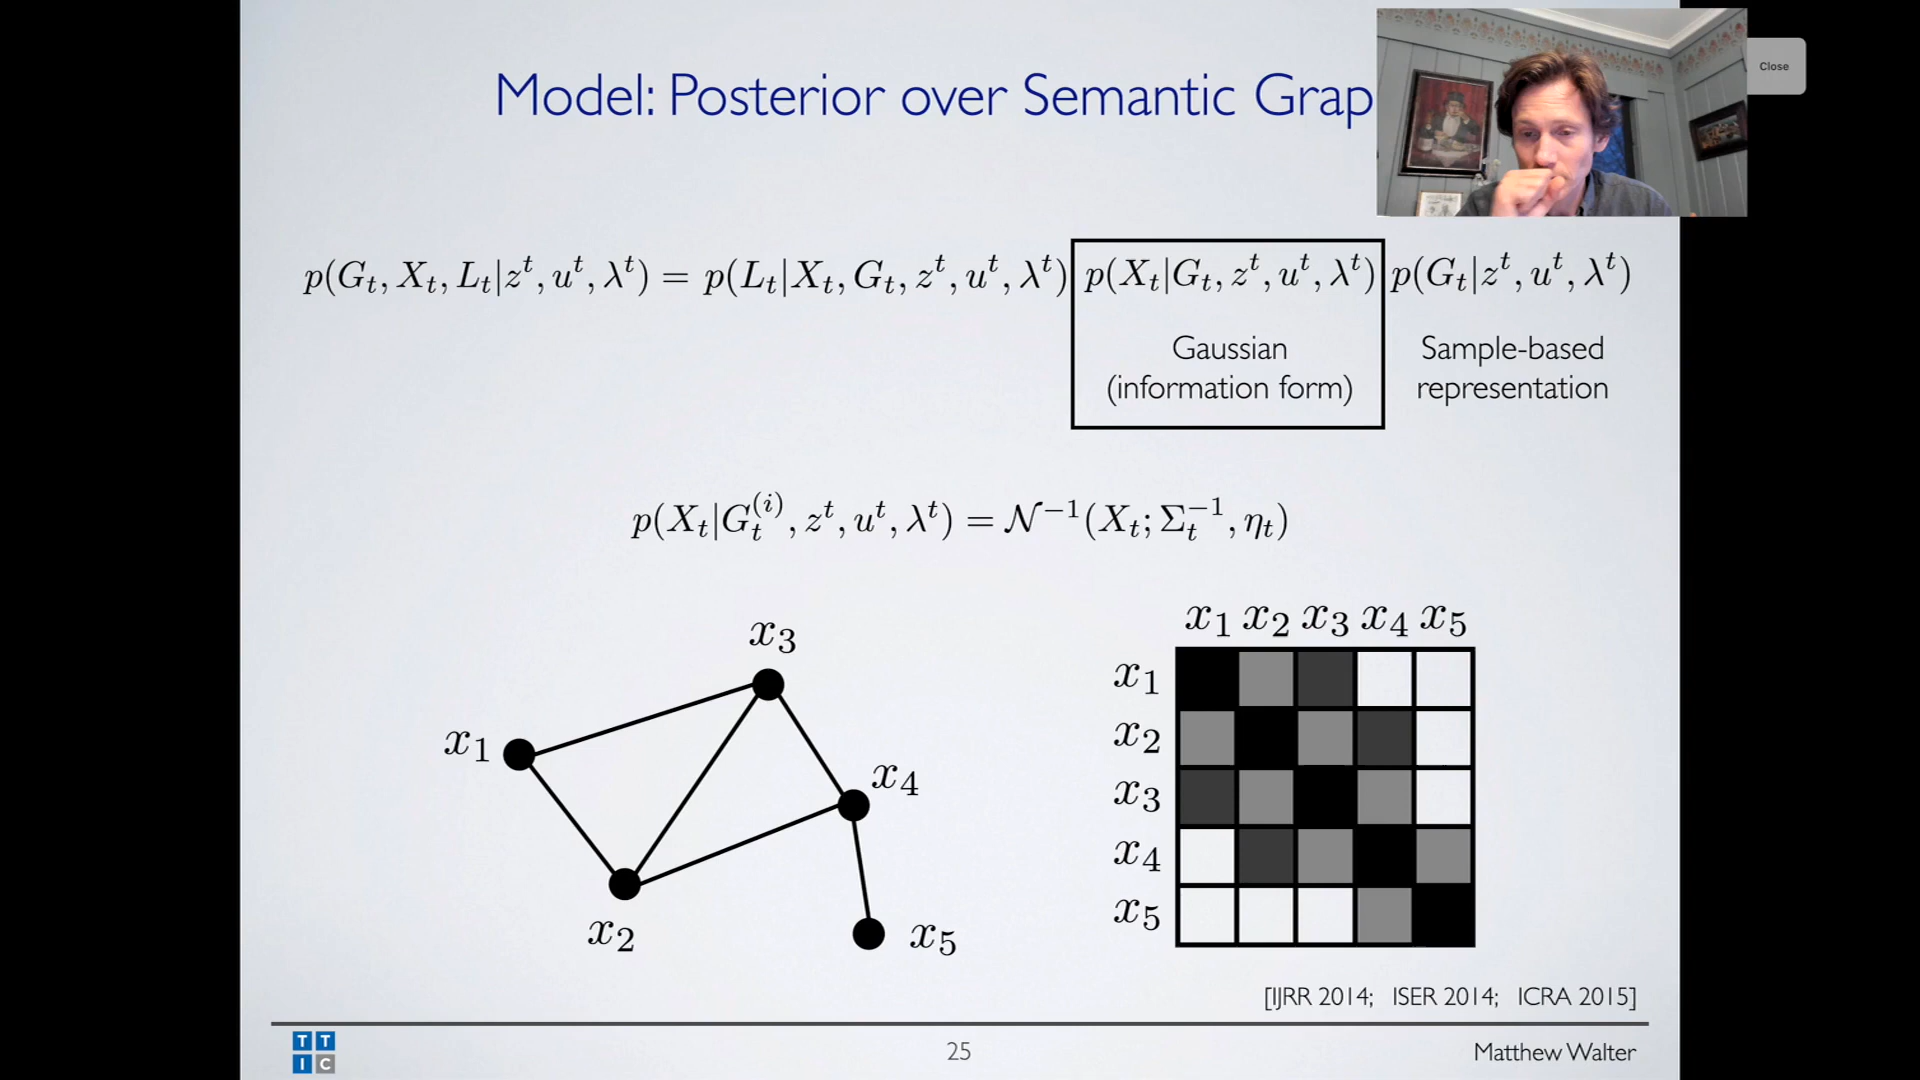 Close
Model: Posterior over Semantic Grap
p(G_t, X_t, L_t|z^t, u^t, λ^t) = p(L_t|X_t, G_t, z^t, u^t, λ^t) p(X_t|G_t, z^t, u^t, λ^t) p(G_t|z^t, u^t, λ^t)
Gaussian
(information form)
Sample-based
representation
p(X_t|G_t^{(i)}, z^t, u^t, λ^t) = 𝒩^{-1}(X_t; Σ_t^{-1}, η_t)
x_3
x_1
x_4
x_2
x_5
x_1 x_2 x_3 x_4 x_5
x_1
x_2
x_3
x_4
x_5
[IJRR 2014; ISER 2014; ICRA 2015]
T T
I C
25
Matthew Walter